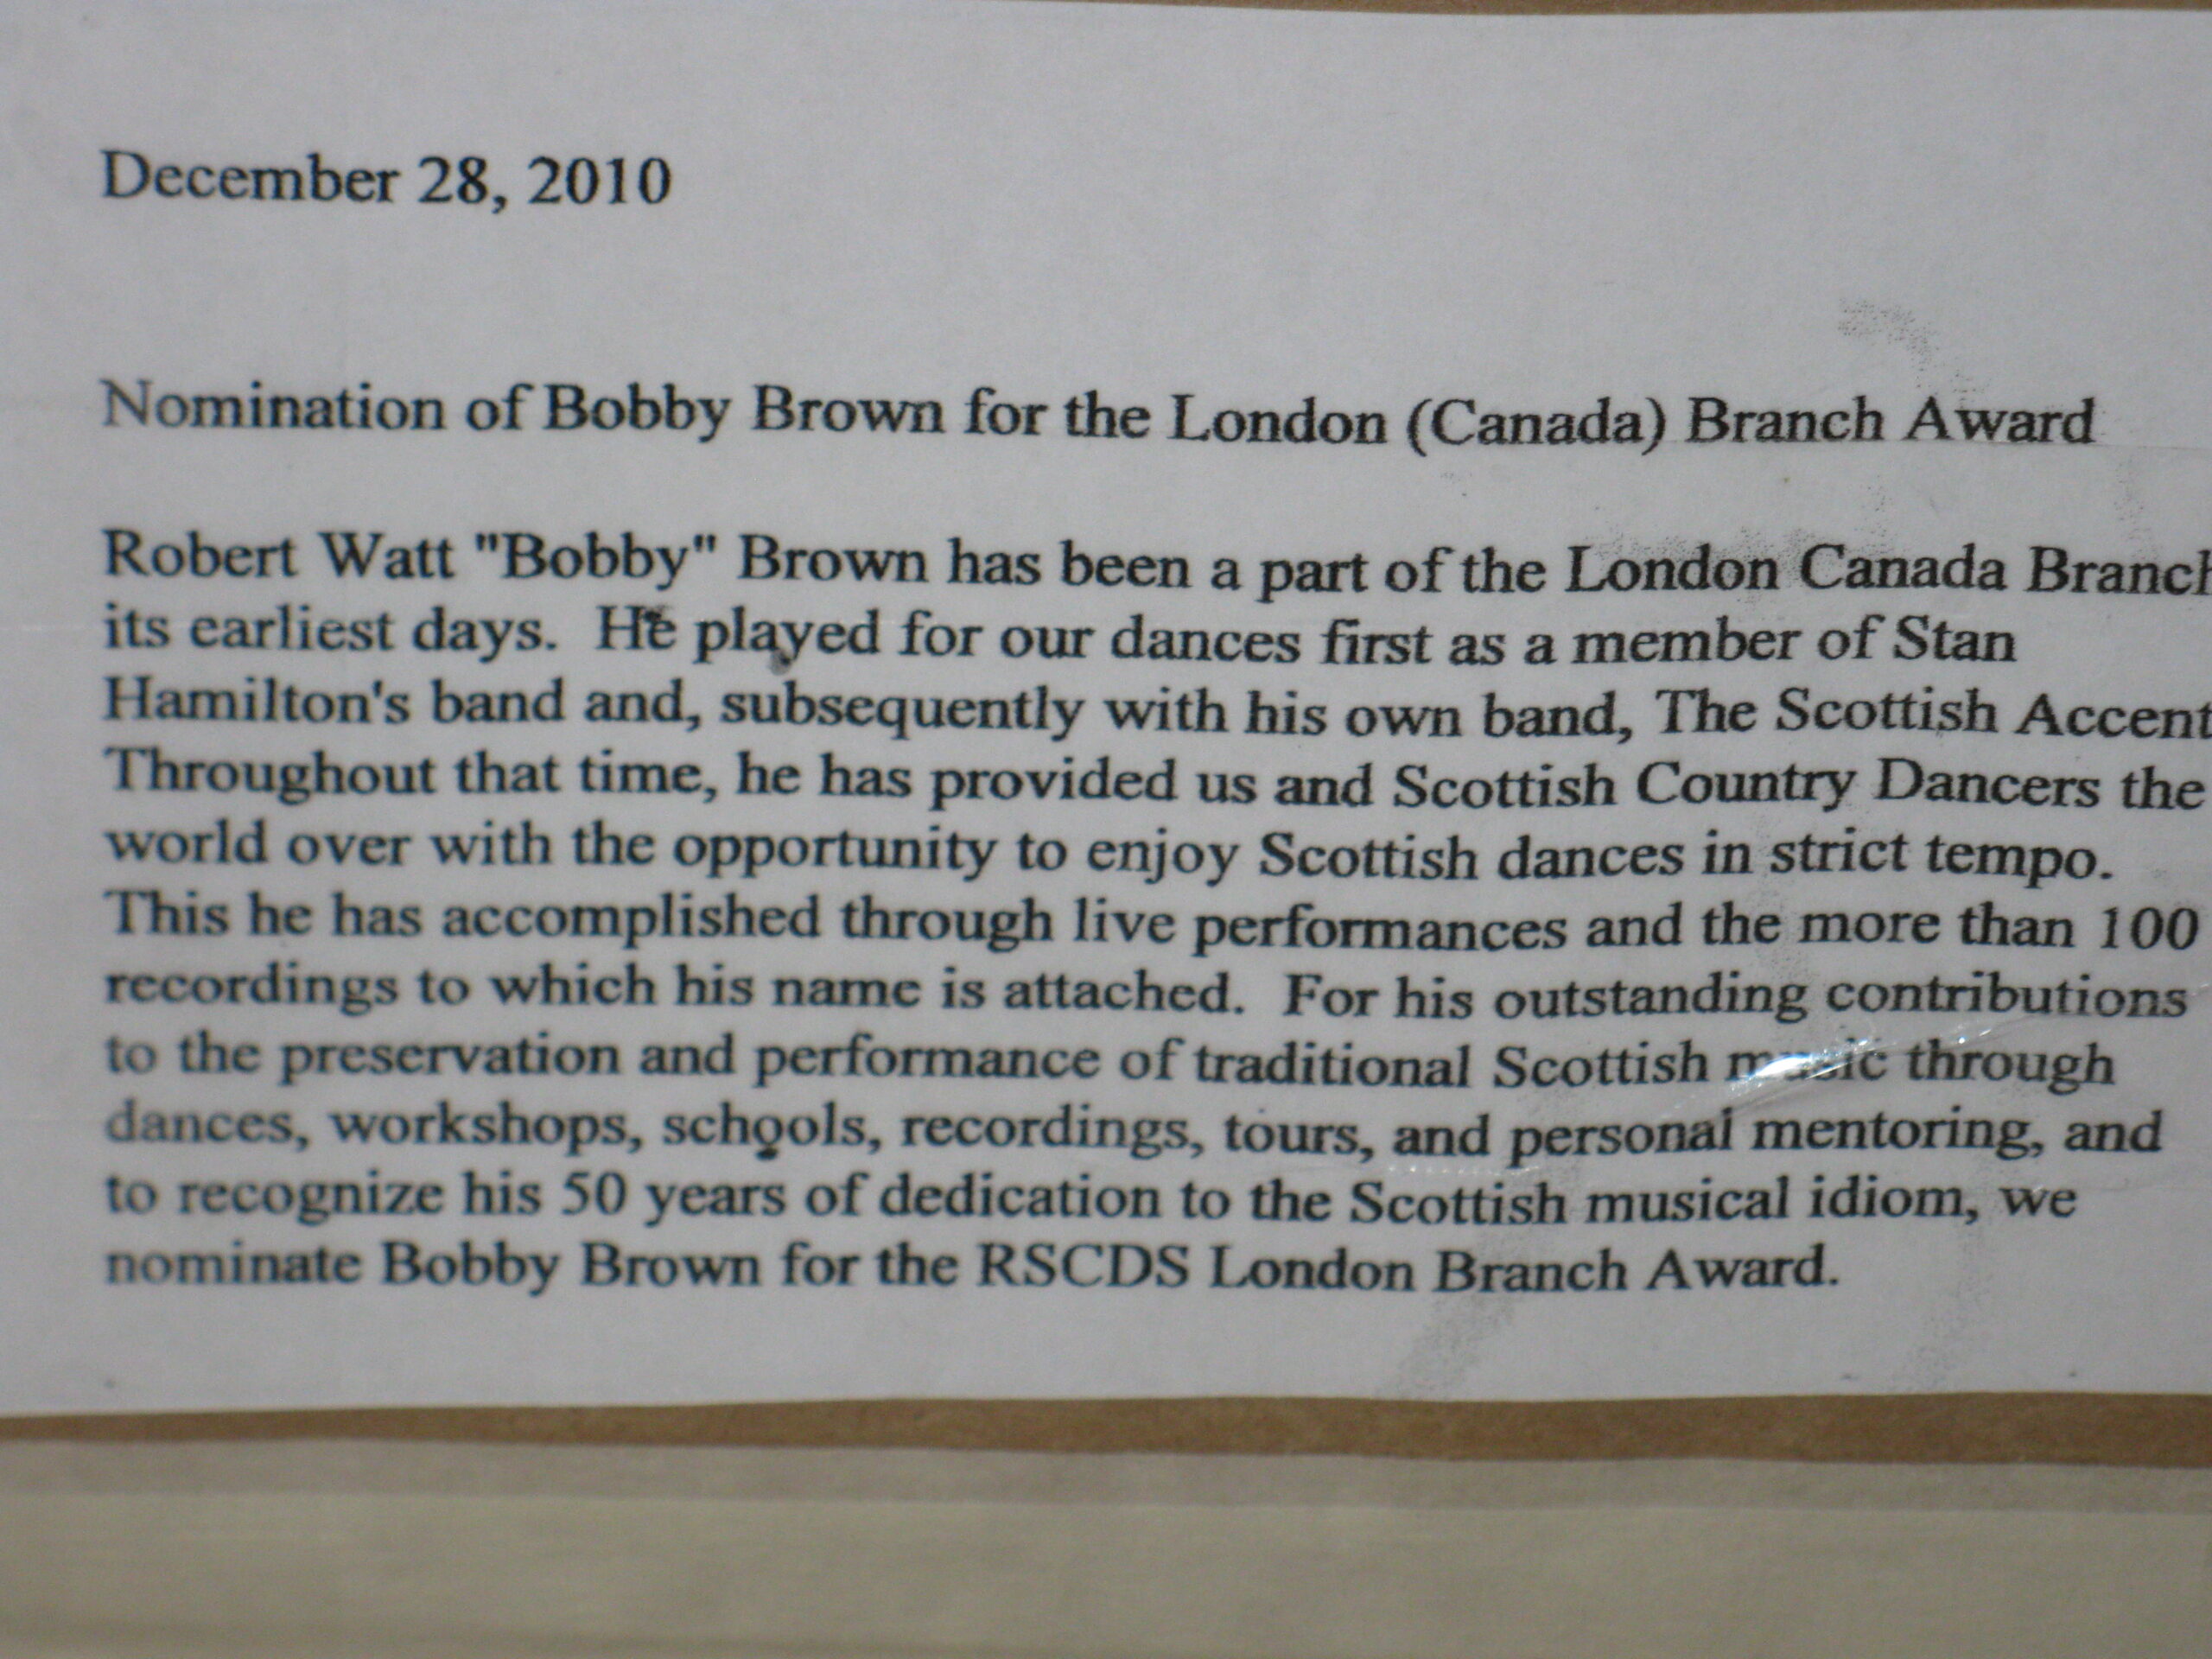 December 28, 2010
Nomination of Bobby Brown for the London (Canada) Branch Award
Robert Watt "Bobby" Brown has been a part of the London Canada Branch
its earliest days. He played for our dances first as a member of Stan
Hamilton's band and, subsequently with his own band, The Scottish Accent
Throughout that time, he has provided us and Scottish Country Dancers the
world over with the opportunity to enjoy Scottish dances in strict tempo.
This he has accomplished through live performances and the more than 100
recordings to which his name is attached. For his outstanding contributions
to the preservation and performance of traditional Scottish music through
dances, workshops, schools, recordings, tours, and personal mentoring, and
to recognize his 50 years of dedication to the Scottish musical idiom, we
nominate Bobby Brown for the RSCDS London Branch Award.